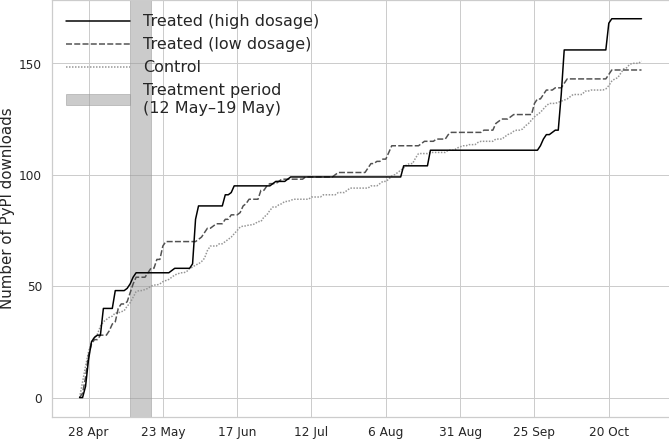 Treated (high dosage)
Treated (low dosage)
Control
Treatment period
(12 May–19 May)
Number of PyPI downloads
150
100
50
0
28 Apr
23 May
17 Jun
12 Jul
6 Aug
31 Aug
25 Sep
20 Oct